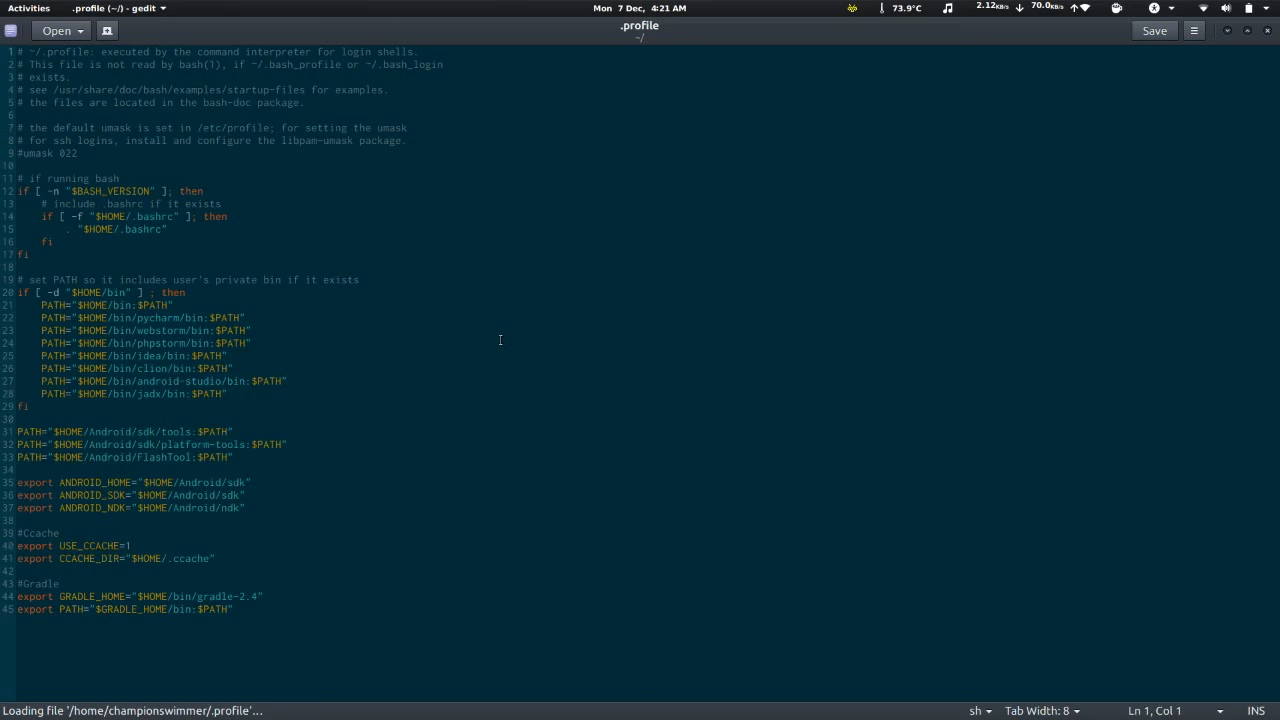 Activities .profile (~/) - gedit Mon 7 Dec, 4:21 AM 73.9°C 2.12KB/s 70.0KB/s
Open .profile Save
~/
1 # ~/.profile: executed by the command interpreter for login shells.
2 # This file is not read by bash(1), if ~/.bash_profile or ~/.bash_login
3 # exists.
4 # see /usr/share/doc/bash/examples/startup-files for examples.
5 # the files are located in the bash-doc package.
6
7 # the default umask is set in /etc/profile; for setting the umask
8 # for ssh logins, install and configure the libpam-umask package.
9 #umask 022
10
11 # if running bash
12 if [ -n "$BASH_VERSION" ]; then
13     # include .bashrc if it exists
14     if [ -f "$HOME/.bashrc" ]; then
15         . "$HOME/.bashrc"
16     fi
17 fi
18
19 # set PATH so it includes user's private bin if it exists
20 if [ -d "$HOME/bin" ] ; then
21     PATH="$HOME/bin:$PATH"
22     PATH="$HOME/bin/pycharm/bin:$PATH"
23     PATH="$HOME/bin/webstorm/bin:$PATH"
24     PATH="$HOME/bin/phpstorm/bin:$PATH"
25     PATH="$HOME/bin/idea/bin:$PATH"
26     PATH="$HOME/bin/clion/bin:$PATH"
27     PATH="$HOME/bin/android-studio/bin:$PATH"
28     PATH="$HOME/bin/jadx/bin:$PATH"
29 fi
30
31 PATH="$HOME/Android/sdk/tools:$PATH"
32 PATH="$HOME/Android/sdk/platform-tools:$PATH"
33 PATH="$HOME/Android/FlashTool:$PATH"
34
35 export ANDROID_HOME="$HOME/Android/sdk"
36 export ANDROID_SDK="$HOME/Android/sdk"
37 export ANDROID_NDK="$HOME/Android/ndk"
38
39 #Ccache
40 export USE_CCACHE=1
41 export CCACHE_DIR="$HOME/.ccache"
42
43 #Gradle
44 export GRADLE_HOME="$HOME/bin/gradle-2.4"
45 export PATH="$GRADLE_HOME/bin:$PATH"
Loading file '/home/championswimmer/.profile'… sh Tab Width: 8 Ln 1, Col 1 INS